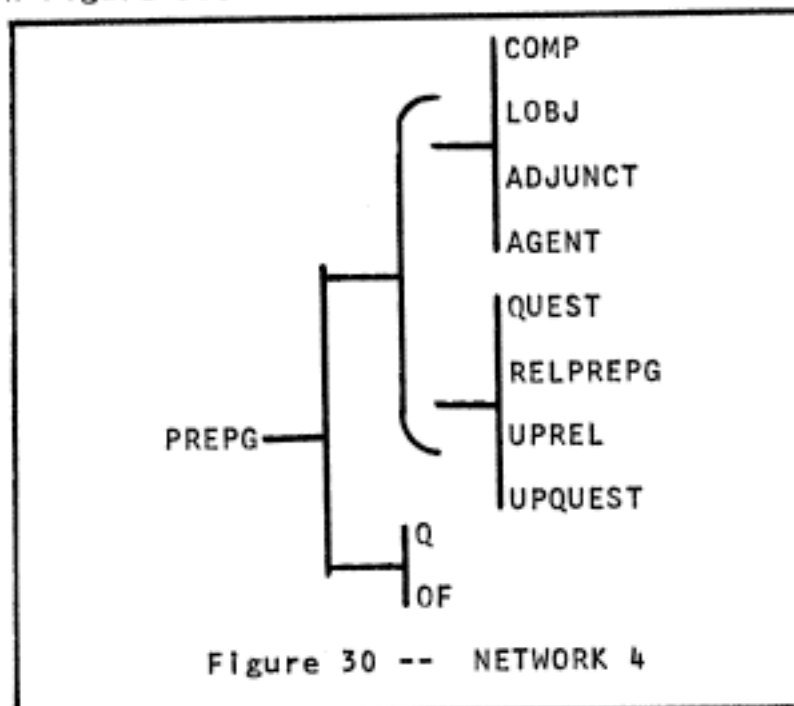 COMP
LOBJ
ADJUNCT
AGENT
QUEST
RELPREPG
PREPG
UPREL
UPQUEST
Q
OF
Figure 30 -- NETWORK 4